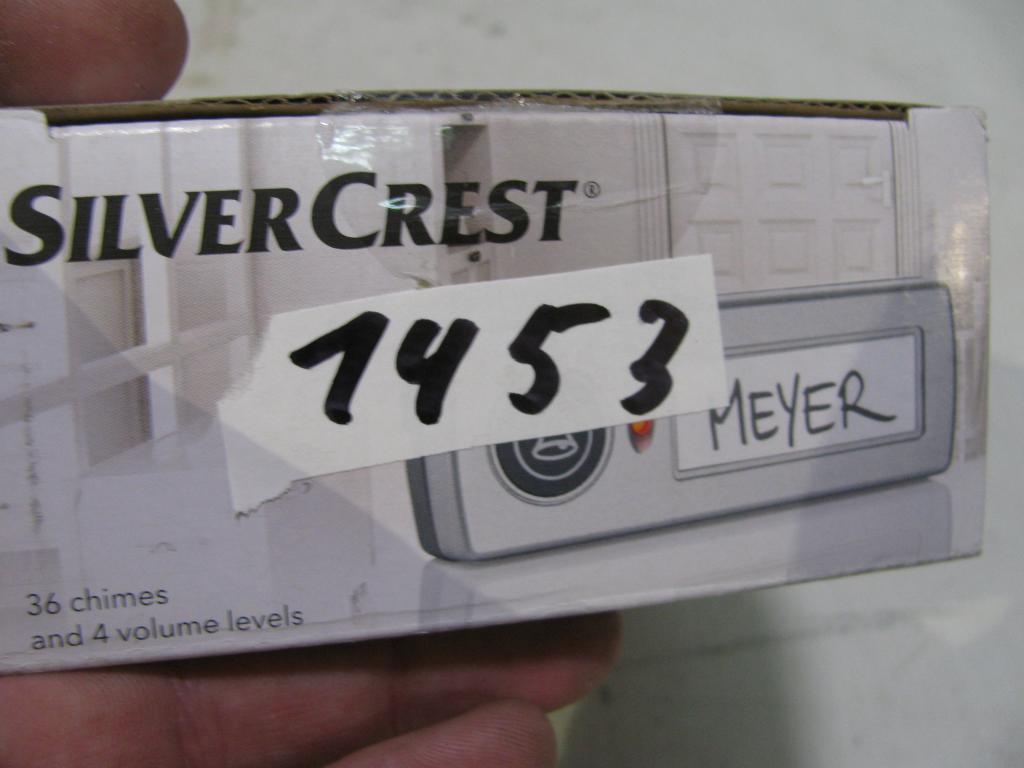 SILVERCREST®
1453
MEYER
36 chimes
and 4 volume levels